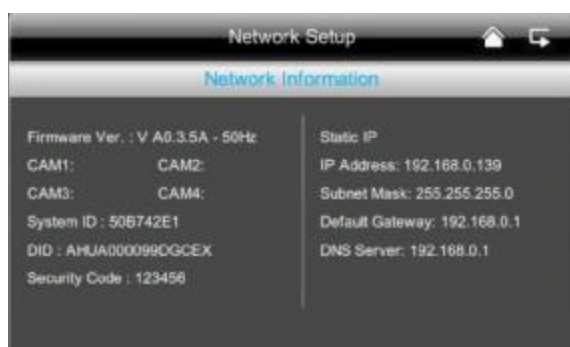 Network Setup
Network Information
Firmware Ver. : V A0.3.5A - 50Hz
CAM1: CAM2:
CAM3: CAM4:
System ID : 50B742E1
DID : AHUA000099DGCEX
Security Code : 123456
Static IP
IP Address: 192.168.0.139
Subnet Mask: 255.255.255.0
Default Gateway: 192.168.0.1
DNS Server: 192.168.0.1